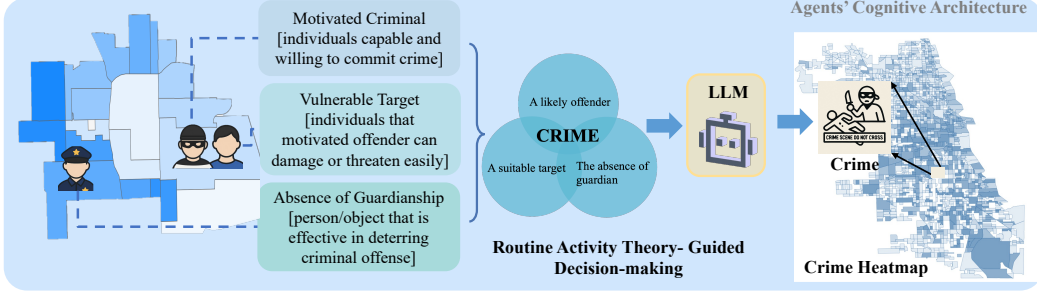 Agents' Cognitive Architecture
Motivated Criminal
[individuals capable and
willing to commit crime]
Vulnerable Target
[individuals that
motivated offender can
damage or threaten easily]
Absence of Guardianship
[person/object that is
effective in deterring
criminal offense]
A likely offender
CRIME
A suitable target
The absence of
guardian
Routine Activity Theory- Guided
Decision-making
LLM
CRIME SCENE DO NOT CROSS
Crime
Crime Heatmap